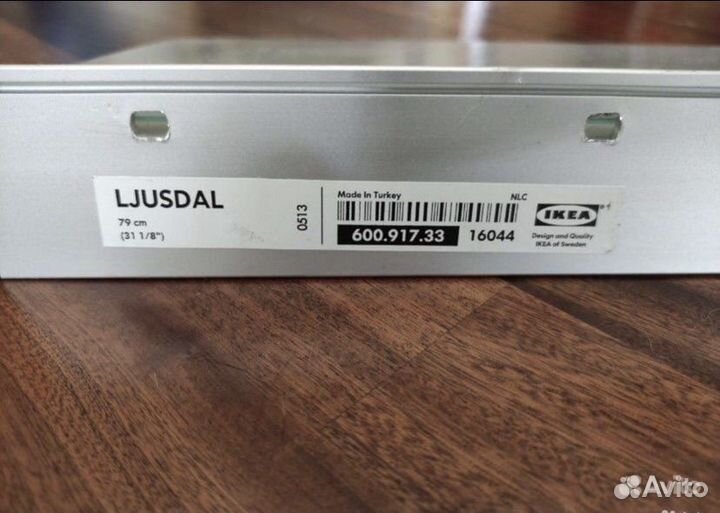 LJUSDAL
79 cm
(31 1/8")
0513
Made In Turkey
NLC
600.917.33 16044
IKEA
Design and Quality
IKEA of Sweden
Avito